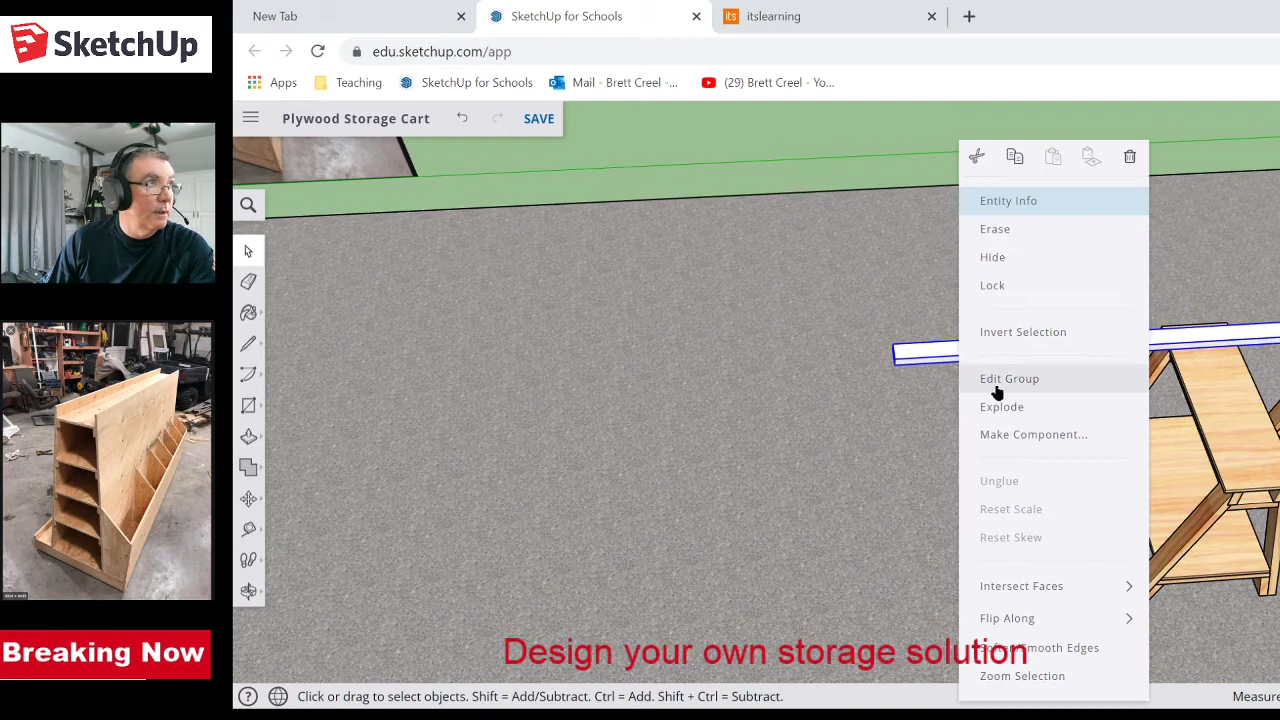 SketchUp
New Tab
SketchUp for Schools
its
itslearning
edu.sketchup.com/app
Apps
Teaching
SketchUp for Schools
Mail - Brett Creel -...
(29) Brett Creel - Yo...
Plywood Storage Cart
SAVE
Entity Info
Erase
Hide
Lock
Invert Selection
Edit Group
Explode
Make Component...
Unglue
Reset Scale
Reset Skew
Intersect Faces
Flip Along
Soften/Smooth Edges
Zoom Selection
Design your own storage solution
Breaking Now
Click or drag to select objects. Shift = Add/Subtract. Ctrl = Add. Shift + Ctrl = Subtract.
Measure